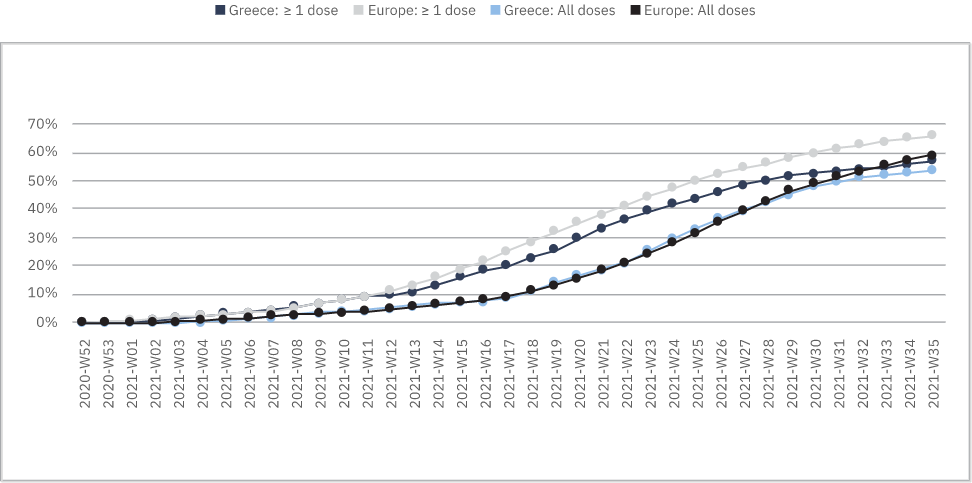 Greece: ≥ 1 dose Europe: ≥ 1 dose Greece: All doses Europe: All doses
70%
60%
50%
40%
30%
20%
10%
0%
2020-W52
2020-W53
2021-W01
2021-W02
2021-W03
2021-W04
2021-W05
2021-W06
2021-W07
2021-W08
2021-W09
2021-W10
2021-W11
2021-W12
2021-W13
2021-W14
2021-W15
2021-W16
2021-W17
2021-W18
2021-W19
2021-W20
2021-W21
2021-W22
2021-W23
2021-W24
2021-W25
2021-W26
2021-W27
2021-W28
2021-W29
2021-W30
2021-W31
2021-W32
2021-W33
2021-W34
2021-W35